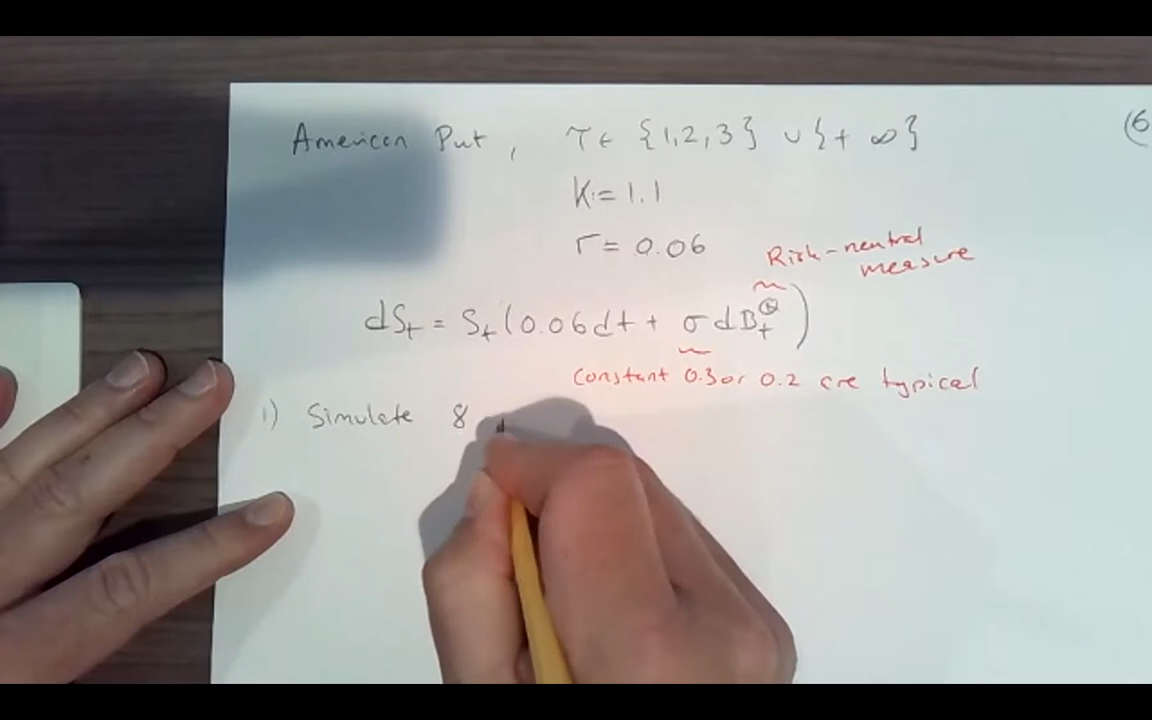 American Put, τ ∈ {1,2,3} ∪ {+∞}
(6
K = 1.1
r = 0.06
Risk-neutral
measure
dS_t = S_t (0.06dt + σ dB_t^Q)
Constant 0.3 or 0.2 are typical
1) Simulate 8